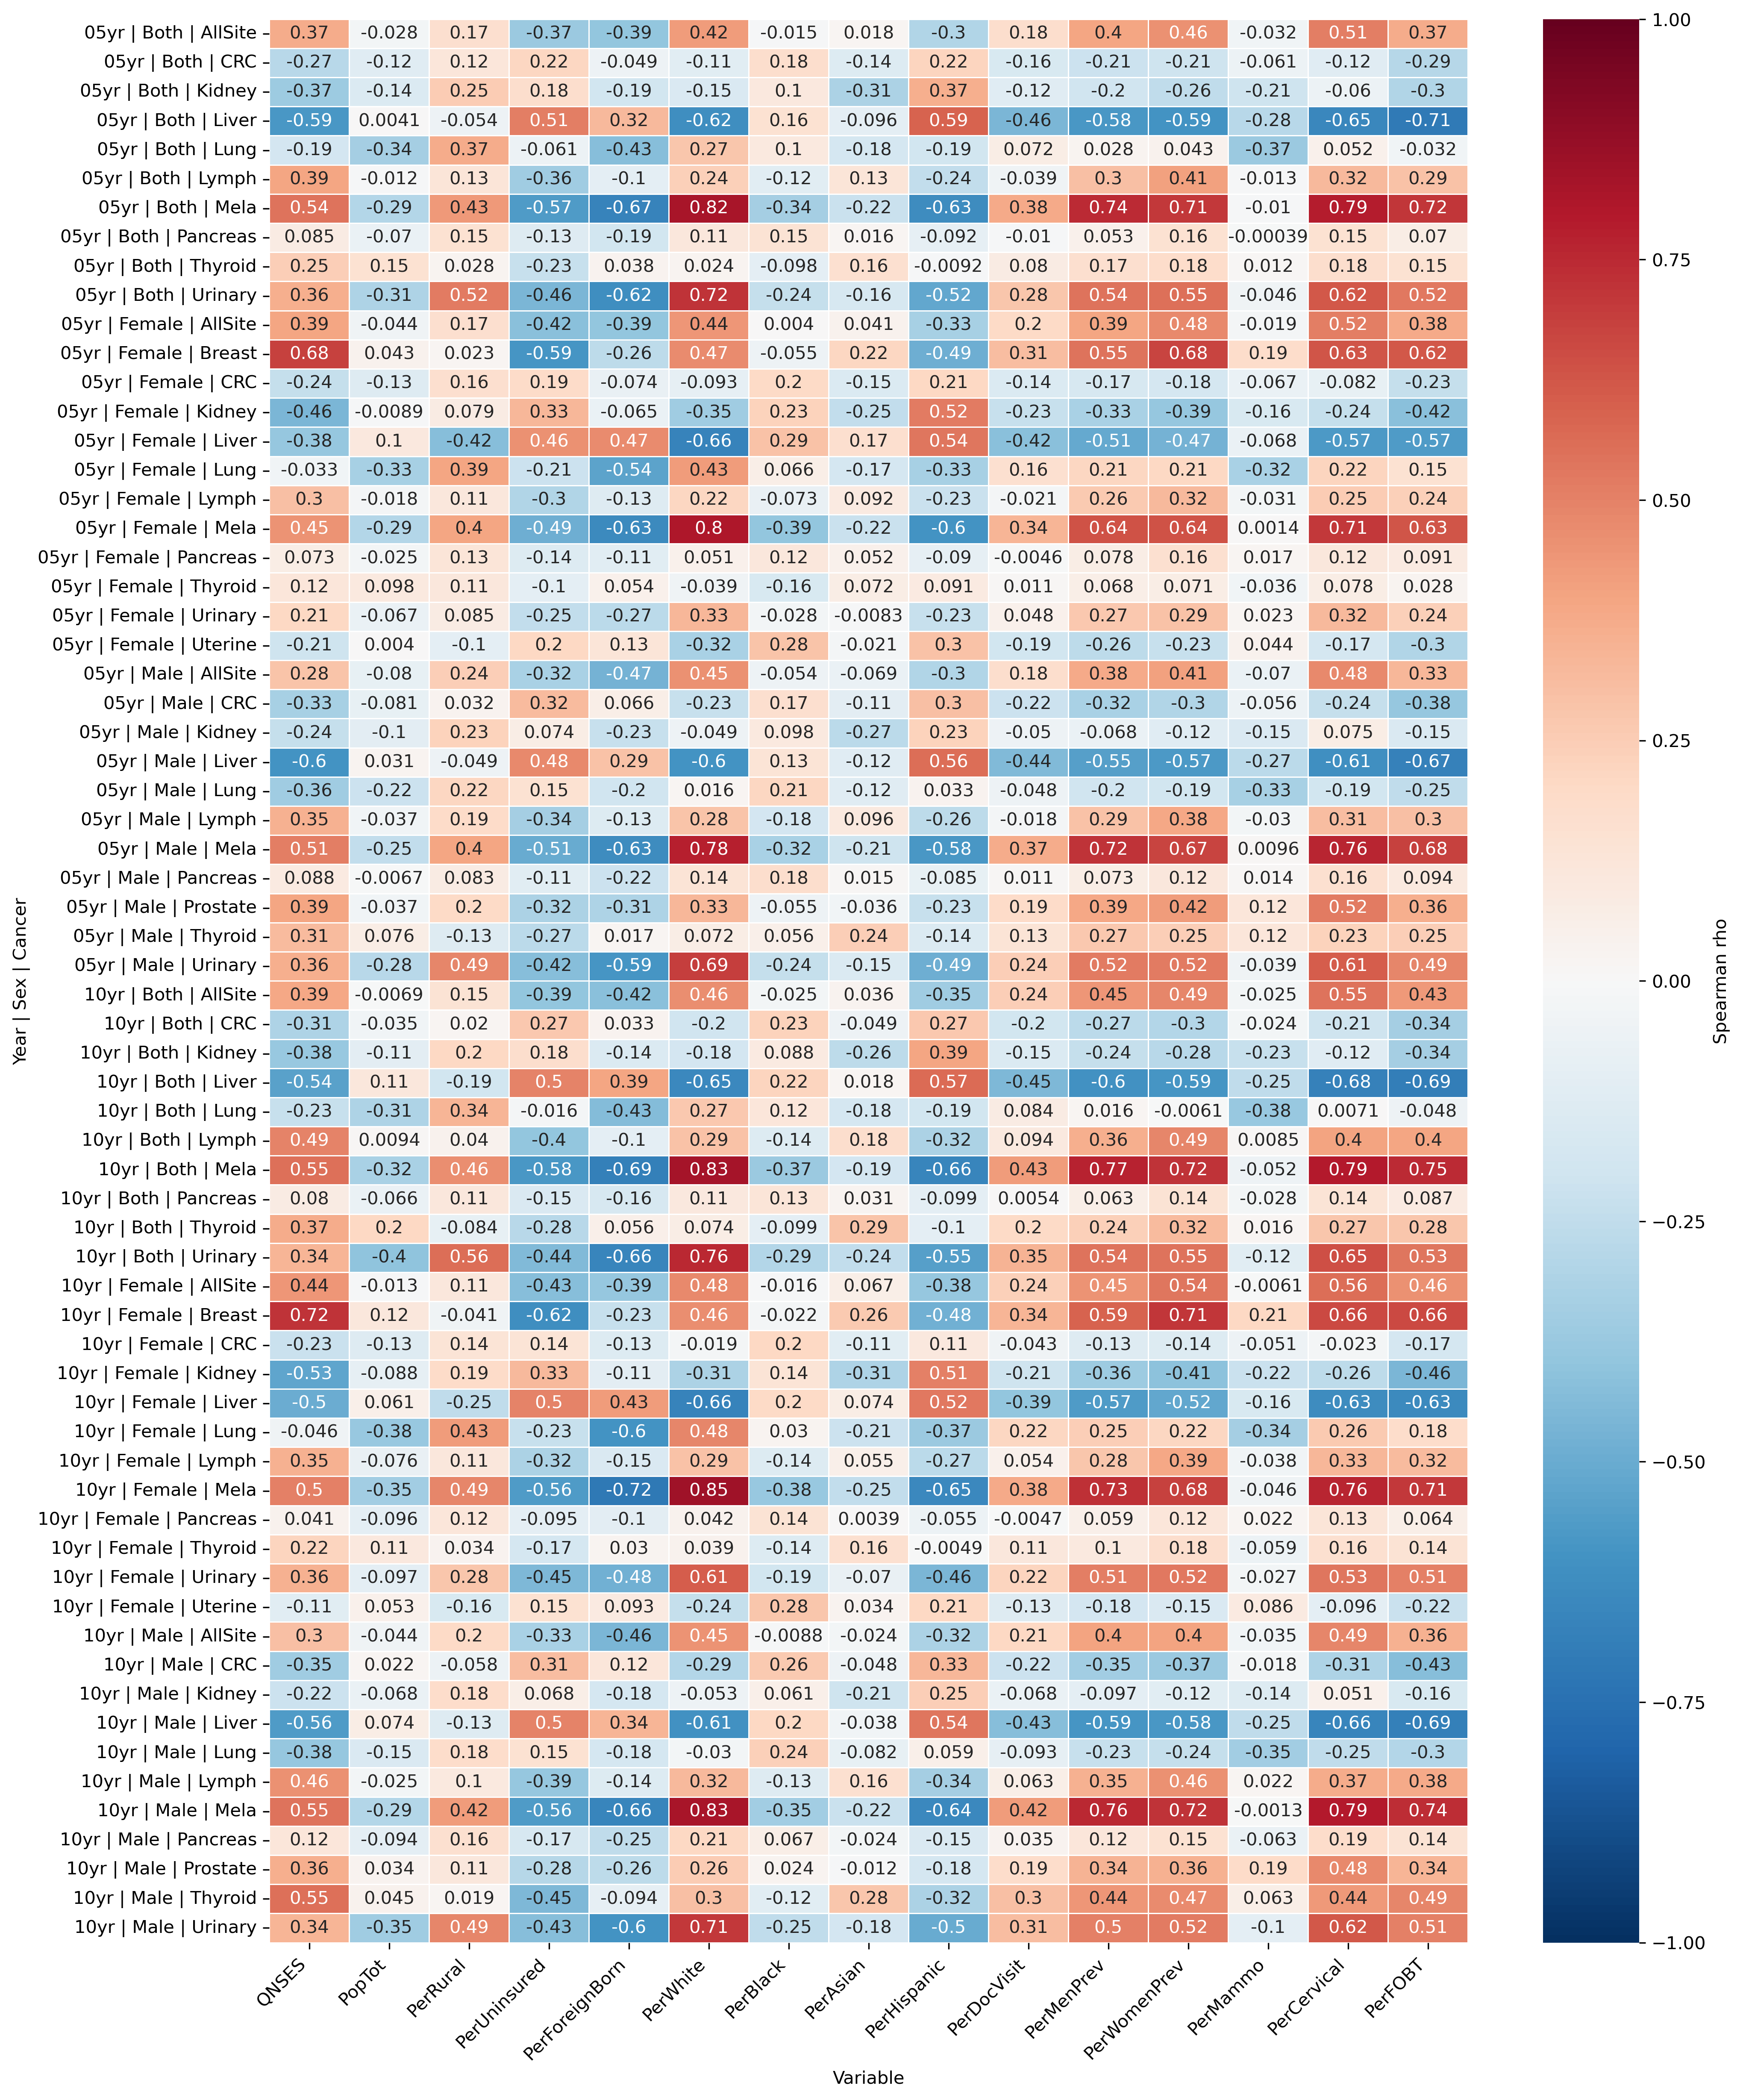 05yr | Both | AllSite 0.37 -0.028 0.17 -0.37 -0.39 0.42 -0.015 0.018 -0.3 0.18 0.4 0.46 -0.032 0.51 0.37
05yr | Both | CRC -0.27 -0.12 0.12 0.22 -0.049 -0.11 0.18 -0.14 0.22 -0.16 -0.21 -0.21 -0.061 -0.12 -0.29
05yr | Both | Kidney -0.37 -0.14 0.25 0.18 -0.19 -0.15 0.1 -0.31 0.37 -0.12 -0.2 -0.26 -0.21 -0.06 -0.3
05yr | Both | Liver -0.59 0.0041 -0.054 0.51 0.32 -0.62 0.16 -0.096 0.59 -0.46 -0.58 -0.59 -0.28 -0.65 -0.71
05yr | Both | Lung -0.19 -0.34 0.37 -0.061 -0.43 0.27 0.1 -0.18 -0.19 0.072 0.028 0.043 -0.37 0.052 -0.032
05yr | Both | Lymph 0.39 -0.012 0.13 -0.36 -0.1 0.24 -0.12 0.13 -0.24 -0.039 0.3 0.41 -0.013 0.32 0.29
05yr | Both | Mela 0.54 -0.29 0.43 -0.57 -0.67 0.82 -0.34 -0.22 -0.63 0.38 0.74 0.71 -0.01 0.79 0.72
05yr | Both | Pancreas 0.085 -0.07 0.15 -0.13 -0.19 0.11 0.15 0.016 -0.092 -0.01 0.053 0.16 -0.00039 0.15 0.07
05yr | Both | Thyroid 0.25 0.15 0.028 -0.23 0.038 0.024 -0.098 0.16 -0.0092 0.08 0.17 0.18 0.012 0.18 0.15
05yr | Both | Urinary 0.36 -0.31 0.52 -0.46 -0.62 0.72 -0.24 -0.16 -0.52 0.28 0.54 0.55 -0.046 0.62 0.52
05yr | Female | AllSite 0.39 -0.044 0.17 -0.42 -0.39 0.44 0.004 0.041 -0.33 0.2 0.39 0.48 -0.019 0.52 0.38
05yr | Female | Breast 0.68 0.043 0.023 -0.59 -0.26 0.47 -0.055 0.22 -0.49 0.31 0.55 0.68 0.19 0.63 0.62
05yr | Female | CRC -0.24 -0.13 0.16 0.19 -0.074 -0.093 0.2 -0.15 0.21 -0.14 -0.17 -0.18 -0.067 -0.082 -0.23
05yr | Female | Kidney -0.46 -0.0089 0.079 0.33 -0.065 -0.35 0.23 -0.25 0.52 -0.23 -0.33 -0.39 -0.16 -0.24 -0.42
05yr | Female | Liver -0.38 0.1 -0.42 0.46 0.47 -0.66 0.29 0.17 0.54 -0.42 -0.51 -0.47 -0.068 -0.57 -0.57
05yr | Female | Lung -0.033 -0.33 0.39 -0.21 -0.54 0.43 0.066 -0.17 -0.33 0.16 0.21 0.21 -0.32 0.22 0.15
05yr | Female | Lymph 0.3 -0.018 0.11 -0.3 -0.13 0.22 -0.073 0.092 -0.23 -0.021 0.26 0.32 -0.031 0.25 0.24
05yr | Female | Mela 0.45 -0.29 0.4 -0.49 -0.63 0.8 -0.39 -0.22 -0.6 0.34 0.64 0.64 0.0014 0.71 0.63
05yr | Female | Pancreas 0.073 -0.025 0.13 -0.14 -0.11 0.051 0.12 0.052 -0.09 -0.0046 0.078 0.16 0.017 0.12 0.091
05yr | Female | Thyroid 0.12 0.098 0.11 -0.1 0.054 -0.039 -0.16 0.072 0.091 0.011 0.068 0.071 -0.036 0.078 0.028
05yr | Female | Urinary 0.21 -0.067 0.085 -0.25 -0.27 0.33 -0.028 -0.0083 -0.23 0.048 0.27 0.29 0.023 0.32 0.24
05yr | Female | Uterine -0.21 0.004 -0.1 0.2 0.13 -0.32 0.28 -0.021 0.3 -0.19 -0.26 -0.23 0.044 -0.17 -0.3
05yr | Male | AllSite 0.28 -0.08 0.24 -0.32 -0.47 0.45 -0.054 -0.069 -0.3 0.18 0.38 0.41 -0.07 0.48 0.33
05yr | Male | CRC -0.33 -0.081 0.032 0.32 0.066 -0.23 0.17 -0.11 0.3 -0.22 -0.32 -0.3 -0.056 -0.24 -0.38
05yr | Male | Kidney -0.24 -0.1 0.23 0.074 -0.23 -0.049 0.098 -0.27 0.23 -0.05 -0.068 -0.12 -0.15 0.075 -0.15
05yr | Male | Liver -0.6 0.031 -0.049 0.48 0.29 -0.6 0.13 -0.12 0.56 -0.44 -0.55 -0.57 -0.27 -0.61 -0.67
05yr | Male | Lung -0.36 -0.22 0.22 0.15 -0.2 0.016 0.21 -0.12 0.033 -0.048 -0.2 -0.19 -0.33 -0.19 -0.25
05yr | Male | Lymph 0.35 -0.037 0.19 -0.34 -0.13 0.28 -0.18 0.096 -0.26 -0.018 0.29 0.38 -0.03 0.31 0.3
05yr | Male | Mela 0.51 -0.25 0.4 -0.51 -0.63 0.78 -0.32 -0.21 -0.58 0.37 0.72 0.67 0.0096 0.76 0.68
05yr | Male | Pancreas 0.088 -0.0067 0.083 -0.11 -0.22 0.14 0.18 0.015 -0.085 0.011 0.073 0.12 0.014 0.16 0.094
05yr | Male | Prostate 0.39 -0.037 0.2 -0.32 -0.31 0.33 -0.055 -0.036 -0.23 0.19 0.39 0.42 0.12 0.52 0.36
05yr | Male | Thyroid 0.31 0.076 -0.13 -0.27 0.017 0.072 0.056 0.24 -0.14 0.13 0.27 0.25 0.12 0.23 0.25
05yr | Male | Urinary 0.36 -0.28 0.49 -0.42 -0.59 0.69 -0.24 -0.15 -0.49 0.24 0.52 0.52 -0.039 0.61 0.49
10yr | Both | AllSite 0.39 -0.0069 0.15 -0.39 -0.42 0.46 -0.025 0.036 -0.35 0.24 0.45 0.49 -0.025 0.55 0.43
10yr | Both | CRC -0.31 -0.035 0.02 0.27 0.033 -0.2 0.23 -0.049 0.27 -0.2 -0.27 -0.3 -0.024 -0.21 -0.34
10yr | Both | Kidney -0.38 -0.11 0.2 0.18 -0.14 -0.18 0.088 -0.26 0.39 -0.15 -0.24 -0.28 -0.23 -0.12 -0.34
10yr | Both | Liver -0.54 0.11 -0.19 0.5 0.39 -0.65 0.22 0.018 0.57 -0.45 -0.6 -0.59 -0.25 -0.68 -0.69
10yr | Both | Lung -0.23 -0.31 0.34 -0.016 -0.43 0.27 0.12 -0.18 -0.19 0.084 0.016 -0.0061 -0.38 0.0071 -0.048
10yr | Both | Lymph 0.49 0.0094 0.04 -0.4 -0.1 0.29 -0.14 0.18 -0.32 0.094 0.36 0.49 0.0085 0.4 0.4
10yr | Both | Mela 0.55 -0.32 0.46 -0.58 -0.69 0.83 -0.37 -0.19 -0.66 0.43 0.77 0.72 -0.052 0.79 0.75
10yr | Both | Pancreas 0.08 -0.066 0.11 -0.15 -0.16 0.11 0.13 0.031 -0.099 0.0054 0.063 0.14 -0.028 0.14 0.087
10yr | Both | Thyroid 0.37 0.2 -0.084 -0.28 0.056 0.074 -0.099 0.29 -0.1 0.2 0.24 0.32 0.016 0.27 0.28
10yr | Both | Urinary 0.34 -0.4 0.56 -0.44 -0.66 0.76 -0.29 -0.24 -0.55 0.35 0.54 0.55 -0.12 0.65 0.53
10yr | Female | AllSite 0.44 -0.013 0.11 -0.43 -0.39 0.48 -0.016 0.067 -0.38 0.24 0.45 0.54 -0.0061 0.56 0.46
10yr | Female | Breast 0.72 0.12 -0.041 -0.62 -0.23 0.46 -0.022 0.26 -0.48 0.34 0.59 0.71 0.21 0.66 0.66
10yr | Female | CRC -0.23 -0.13 0.14 0.14 -0.13 -0.019 0.2 -0.11 0.11 -0.043 -0.13 -0.14 -0.051 -0.023 -0.17
10yr | Female | Kidney -0.53 -0.088 0.19 0.33 -0.11 -0.31 0.14 -0.31 0.51 -0.21 -0.36 -0.41 -0.22 -0.26 -0.46
10yr | Female | Liver -0.5 0.061 -0.25 0.5 0.43 -0.66 0.2 0.074 0.52 -0.39 -0.57 -0.52 -0.16 -0.63 -0.63
10yr | Female | Lung -0.046 -0.38 0.43 -0.23 -0.6 0.48 0.03 -0.21 -0.37 0.22 0.25 0.22 -0.34 0.26 0.18
10yr | Female | Lymph 0.35 -0.076 0.11 -0.32 -0.15 0.29 -0.14 0.055 -0.27 0.054 0.28 0.39 -0.038 0.33 0.32
10yr | Female | Mela 0.5 -0.35 0.49 -0.56 -0.72 0.85 -0.38 -0.25 -0.65 0.38 0.73 0.68 -0.046 0.76 0.71
10yr | Female | Pancreas 0.041 -0.096 0.12 -0.095 -0.1 0.042 0.14 0.0039 -0.055 -0.0047 0.059 0.12 0.022 0.13 0.064
10yr | Female | Thyroid 0.22 0.11 0.034 -0.17 0.03 0.039 -0.14 0.16 -0.0049 0.11 0.1 0.18 -0.059 0.16 0.14
10yr | Female | Urinary 0.36 -0.097 0.28 -0.45 -0.48 0.61 -0.19 -0.07 -0.46 0.22 0.51 0.52 -0.027 0.53 0.51
10yr | Female | Uterine -0.11 0.053 -0.16 0.15 0.093 -0.24 0.28 0.034 0.21 -0.13 -0.18 -0.15 0.086 -0.096 -0.22
10yr | Male | AllSite 0.3 -0.044 0.2 -0.33 -0.46 0.45 -0.0088 -0.024 -0.32 0.21 0.4 0.4 -0.035 0.49 0.36
10yr | Male | CRC -0.35 0.022 -0.058 0.31 0.12 -0.29 0.26 -0.048 0.33 -0.22 -0.35 -0.37 -0.018 -0.31 -0.43
10yr | Male | Kidney -0.22 -0.068 0.18 0.068 -0.18 -0.053 0.061 -0.21 0.25 -0.068 -0.097 -0.12 -0.14 0.051 -0.16
10yr | Male | Liver -0.56 0.074 -0.13 0.5 0.34 -0.61 0.2 -0.038 0.54 -0.43 -0.59 -0.58 -0.25 -0.66 -0.69
10yr | Male | Lung -0.38 -0.15 0.18 0.15 -0.18 -0.03 0.24 -0.082 0.059 -0.093 -0.23 -0.24 -0.35 -0.25 -0.3
10yr | Male | Lymph 0.46 -0.025 0.1 -0.39 -0.14 0.32 -0.13 0.16 -0.34 0.063 0.35 0.46 0.022 0.37 0.38
10yr | Male | Mela 0.55 -0.29 0.42 -0.56 -0.66 0.83 -0.35 -0.22 -0.64 0.42 0.76 0.72 -0.0013 0.79 0.74
10yr | Male | Pancreas 0.12 -0.094 0.16 -0.17 -0.25 0.21 0.067 -0.024 -0.15 0.035 0.12 0.15 -0.063 0.19 0.14
10yr | Male | Prostate 0.36 0.034 0.11 -0.28 -0.26 0.26 0.024 -0.012 -0.18 0.19 0.34 0.36 0.19 0.48 0.34
10yr | Male | Thyroid 0.55 0.045 0.019 -0.45 -0.094 0.3 -0.12 0.28 -0.32 0.3 0.44 0.47 0.063 0.44 0.49
10yr | Male | Urinary 0.34 -0.35 0.49 -0.43 -0.6 0.71 -0.25 -0.18 -0.5 0.31 0.5 0.52 -0.1 0.62 0.51
QNSES PopTot PerRural PerUninsured PerForeignBorn PerWhite PerBlack PerAsian PerHispanic PerDocVisit PerMenPrev PerWomenPrev PerMammo PerCervical PerFOBT
Variable
Year | Sex | Cancer
1.00
0.75
0.50
0.25
0.00
−0.25
−0.50
−0.75
−1.00
Spearman rho